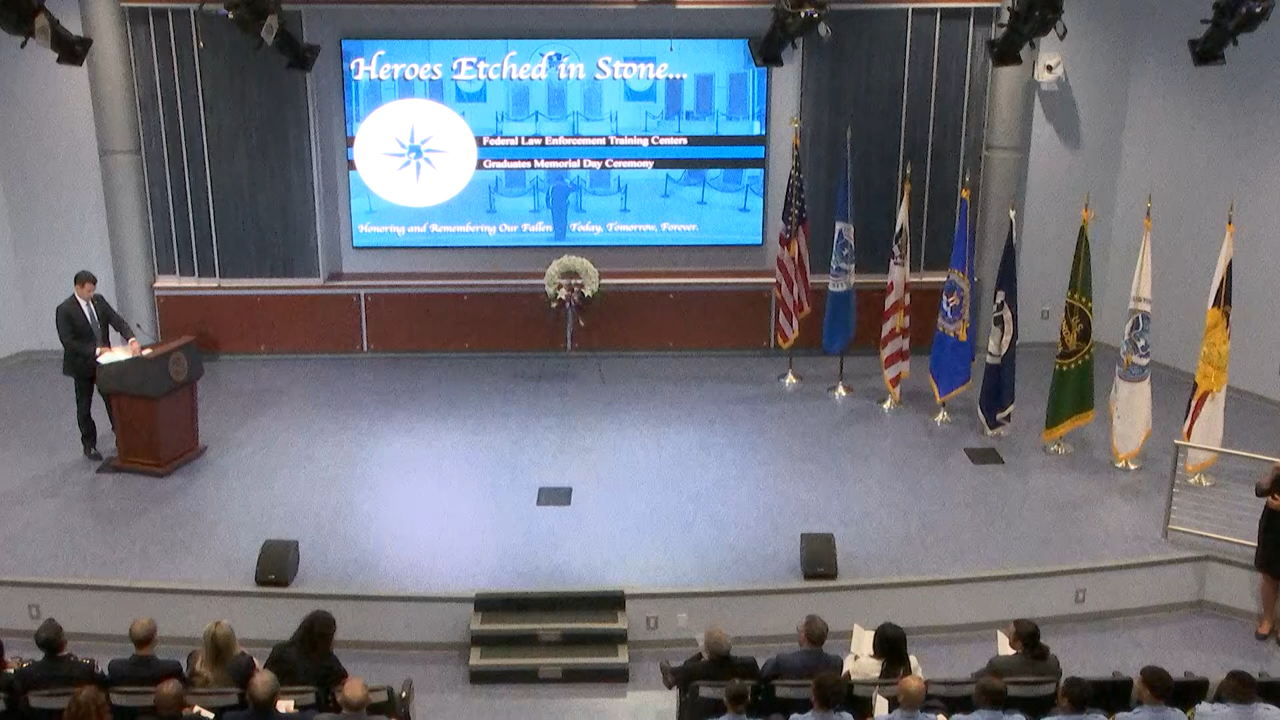 Heroes Etched in Stone...
Federal Law Enforcement Training Centers
Graduates Memorial Day Ceremony
Honoring and Remembering Our Fallen Today, Tomorrow, Forever.